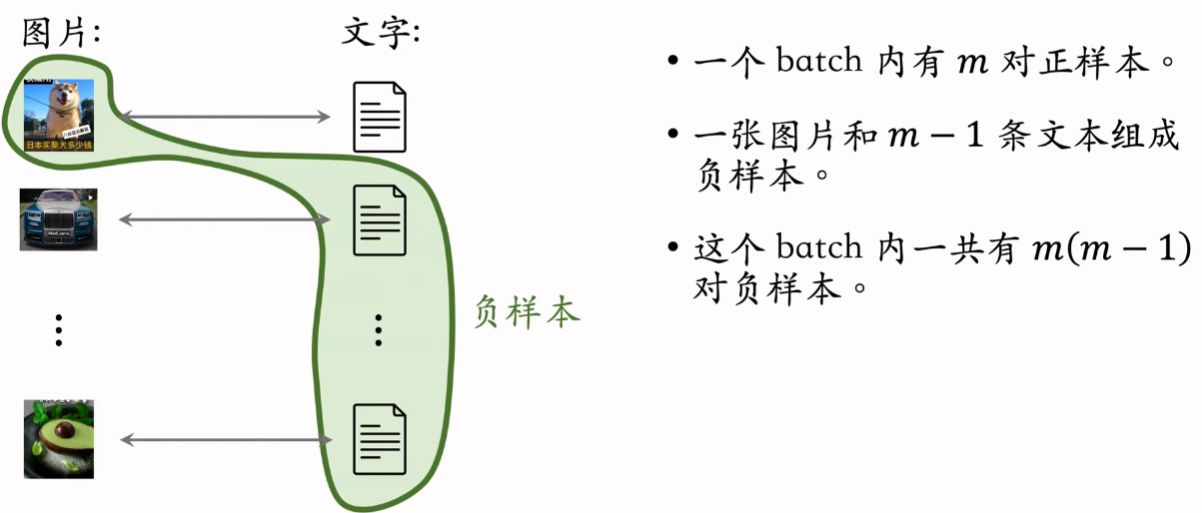 图片:
文字:
日本买柴犬多少钱
负样本
• 一个 batch 内有 m 对正样本。
• 一张图片和 m − 1 条文本组成
负样本。
• 这个 batch 内一共有 m(m − 1)
对负样本。